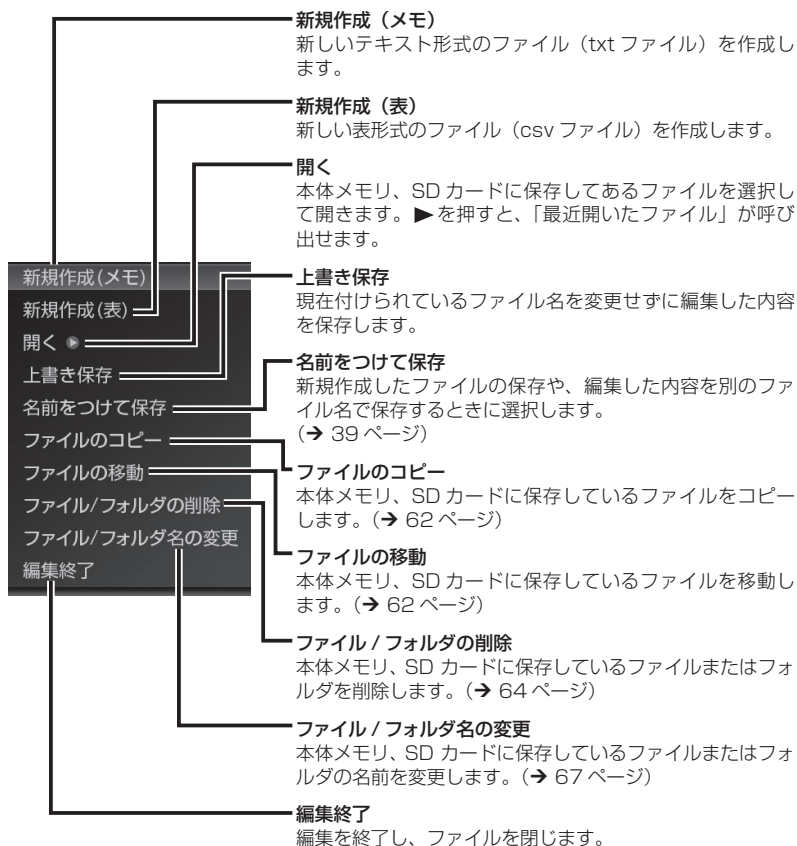 新規作成（メモ）
新しいテキスト形式のファイル（txt ファイル）を作成し
ます。
新規作成（表）
新しい表形式のファイル（csv ファイル）を作成します。
開く
本体メモリ、SD カードに保存してあるファイルを選択し
て開きます。▶を押すと、「最近開いたファイル」が呼び
出せます。
上書き保存
現在付けられているファイル名を変更せずに編集した内容
を保存します。
名前をつけて保存
新規作成したファイルの保存や、編集した内容を別のファ
イル名で保存するときに選択します。
（➔ 39 ページ）
ファイルのコピー
本体メモリ、SD カードに保存しているファイルをコピー
します。（➔ 62 ページ）
ファイルの移動
本体メモリ、SD カードに保存しているファイルを移動し
ます。（➔ 62 ページ）
ファイル / フォルダの削除
本体メモリ、SD カードに保存しているファイルまたはフォ
ルダを削除します。（➔ 64 ページ）
ファイル / フォルダ名の変更
本体メモリ、SD カードに保存しているファイルまたはフォ
ルダの名前を変更します。（➔ 67 ページ）
編集終了
編集を終了し、ファイルを閉じます。
新規作成(メモ)
新規作成(表)
開く
上書き保存
名前をつけて保存
ファイルのコピー
ファイルの移動
ファイル/フォルダの削除
ファイル/フォルダ名の変更
編集終了